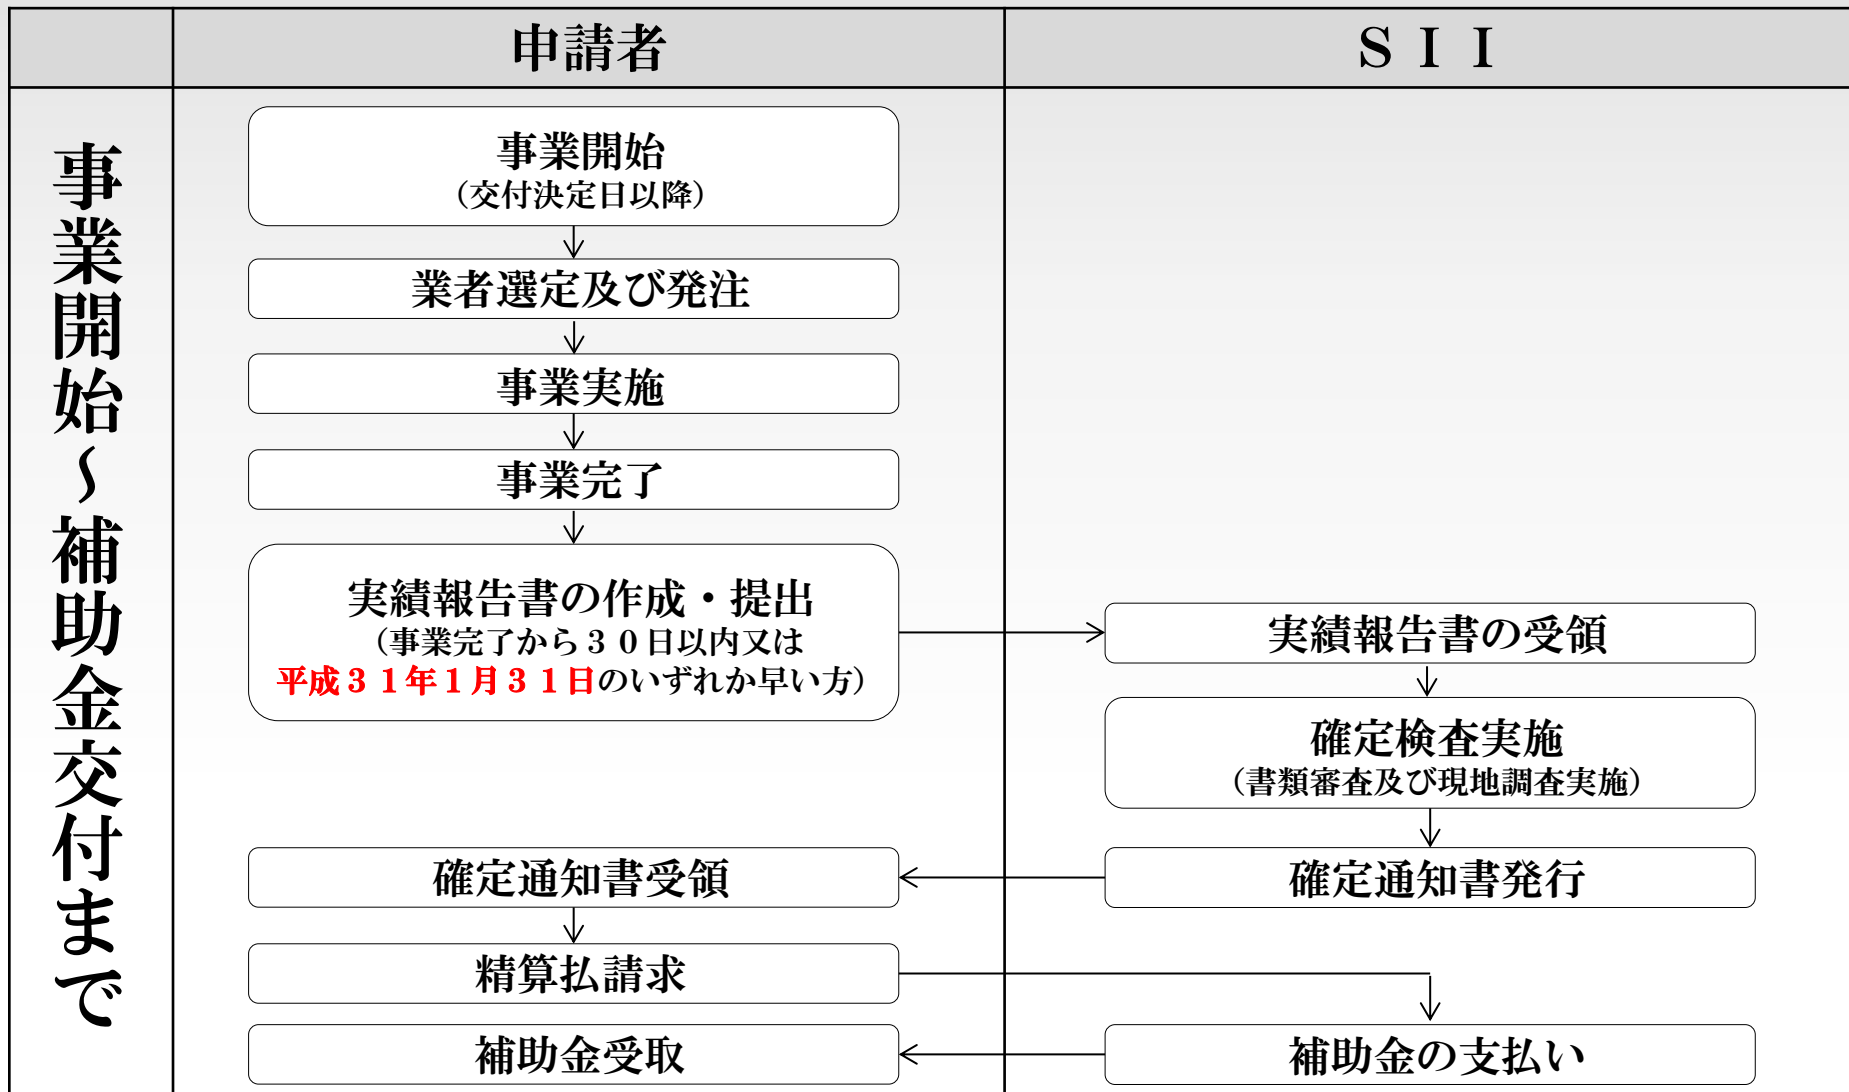 申請者
ＳＩＩ
事業開始～補助金交付まで
事業開始
（交付決定日以降）
業者選定及び発注
事業実施
事業完了
実績報告書の作成・提出
（事業完了から３０日以内又は
平成３１年１月３１日のいずれか早い方）
実績報告書の受領
確定検査実施
（書類審査及び現地調査実施）
確定通知書発行
確定通知書受領
精算払請求
補助金の支払い
補助金受取